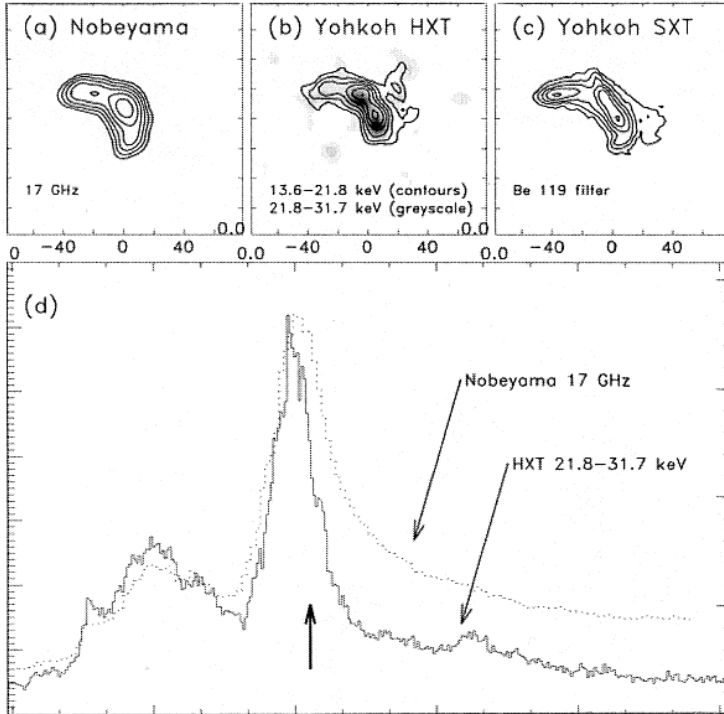 (a) Nobeyama
17 GHz
−40 0 40
(b) Yohkoh HXT
13.6−21.8 keV (contours)
21.8−31.7 keV (greyscale)
−40 0 40
(c) Yohkoh SXT
Be 119 filter
−40 0 40
0.0
0.0
0
0
0
(d)
Nobeyama 17 GHz
HXT 21.8−31.7 keV